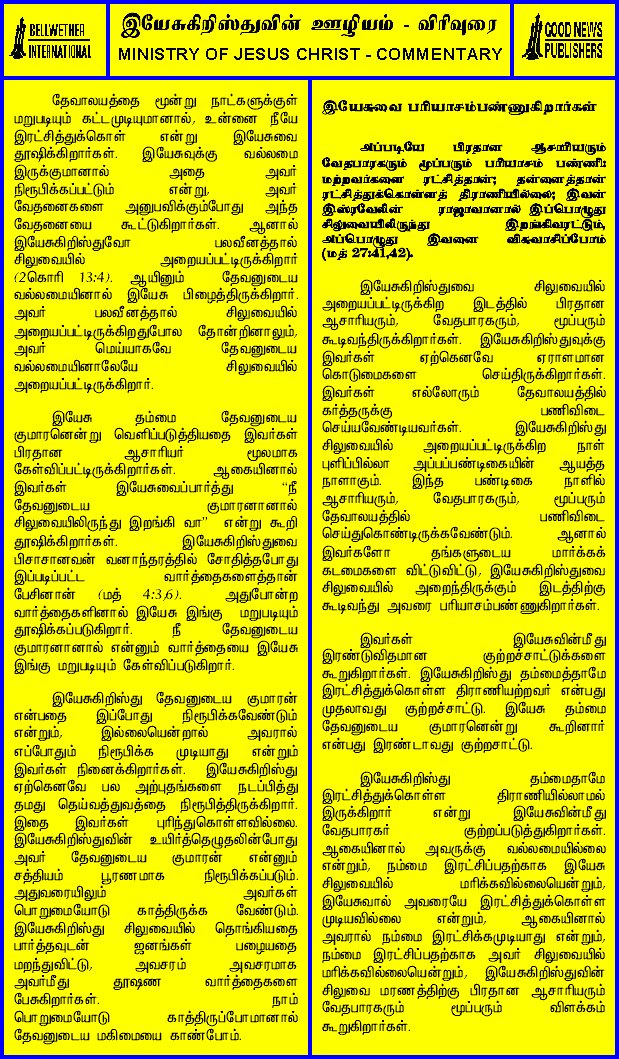 BELLWETHER
INTERNATIONAL
இயேசுகிறிஸ்துவின் ஊழியம் - விரிவுரை
MINISTRY OF JESUS CHRIST - COMMENTARY
GOOD NEWS
PUBLISHERS
தேவாலயத்தை மூன்று நாட்களுக்குள்
மறுபடியும் கட்டமுடியுமானால், உன்னை நீயே
இரட்சித்துக்கொள் என்று இயேசுவை
தூஷிக்கிறார்கள். இயேசுவுக்கு வல்லமை
இருக்குமானால் அதை அவர்
நிரூபிக்கப்பட்டும் என்று, அவர்
வேதனைகளை அனுபவிக்கும்போது அந்த
வேதனையை கூட்டுகிறார்கள். ஆனால்
இயேசுகிறிஸ்துவோ பலவீனத்தால்
சிலுவையில் அறையப்பட்டிருக்கிறார்
(2கொரி 13:4). ஆயினும் தேவனுடைய
வல்லமையினால் இயேசு பிழைத்திருக்கிறார்.
அவர் பலவீனத்தால் சிலுவையில்
அறையப்பட்டிருக்கிறதுபோல தோன்றினாலும்,
அவர் மெய்யாகவே தேவனுடைய
வல்லமையினாலேயே சிலுவையில்
அறையப்பட்டிருக்கிறார்.
இயேசு தம்மை தேவனுடைய
குமாரனென்று வெளிப்படுத்தியதை இவர்கள்
பிரதான ஆசாரியர் மூலமாக
கேள்விப்பட்டிருக்கிறார்கள். ஆகையினால்
இவர்கள் இயேசுவைப்பார்த்து “நீ
தேவனுடைய குமாரனானால்
சிலுவையிலிருந்து இறங்கி வா” என்று கூறி
தூஷிக்கிறார்கள். இயேசுகிறிஸ்துவை
பிசாசானவன் வனாந்தரத்தில் சோதித்தபோது
இப்படிப்பட்ட வார்த்தைகளைத்தான்
பேசினான் (மத் 4:3,6). அதுபோன்ற
வார்த்தைகளினால் இயேசு இங்கு மறுபடியும்
தூஷிக்கப்படுகிறார். நீ தேவனுடைய
குமாரனானால் என்னும் வார்த்தையை இயேசு
இங்கு மறுபடியும் கேள்விப்படுகிறார்.
இயேசுகிறிஸ்து தேவனுடைய குமாரன்
என்பதை இப்போது நிரூபிக்கவேண்டும்
என்றும், இல்லையென்றால் அவரால்
எப்போதும் நிரூபிக்க முடியாது என்றும்
இவர்கள் நினைக்கிறார்கள். இயேசுகிறிஸ்து
ஏற்கெனவே பல அற்புதங்களை நடப்பித்து
தமது தெய்வத்துவத்தை நிரூபித்திருக்கிறார்.
இதை இவர்கள் புரிந்துகொள்ளவில்லை.
இயேசுகிறிஸ்துவின் உயிர்த்தெழுதலின்போது
அவர் தேவனுடைய குமாரன் என்னும்
சத்தியம் பூரணமாக நிரூபிக்கப்படும்.
அதுவரையிலும் அவர்கள்
பொறுமையோடு காத்திருக்க வேண்டும்.
இயேசுகிறிஸ்து சிலுவையில் தொங்கியதை
பார்த்தவுடன் ஜனங்கள் பழையதை
மறந்துவிட்டு, அவசரம் அவசரமாக
அவர்மீது தூஷண வார்த்தைகளை
பேசுகிறார்கள். நாம்
பொறுமையோடு காத்திருப்போமானால்
தேவனுடைய மகிமையை காண்போம்.
இயேசுவை பரியாசம்பண்ணுகிறார்கள்
அப்படியே பிரதான ஆசாரியரும்
வேதபாரகரும் மூப்பரும் பரியாசம் பண்ணி:
மற்றவர்களை ரட்சித்தான்; தன்னைத்தான்
ரட்சித்துக்கொள்ளத் திராணியில்லை; இவன்
இஸ்ரவேலின் ராஜாவானால் இப்பொழுது
சிலுவையிலிருந்து இறங்கிவரட்டும்,
அப்பொழுது இவனை விசுவாசிப்போம்
(மத் 27:41,42).
இயேசுகிறிஸ்துவை சிலுவையில்
அறையப்பட்டிருக்கிற இடத்தில் பிரதான
ஆசாரியரும், வேதபாரகரும், மூப்பரும்
கூடிவந்திருக்கிறார்கள். இயேசுகிறிஸ்துவுக்கு
இவர்கள் ஏற்கெனவே ஏராளமான
கொடுமைகளை செய்திருக்கிறார்கள்.
இவர்கள் எல்லோரும் தேவாலயத்தில்
கர்த்தருக்கு பணிவிடை
செய்யவேண்டியவர்கள். இயேசுகிறிஸ்து
சிலுவையில் அறையப்பட்டிருக்கிற நாள்
புளிப்பில்லா அப்பப்பண்டிகையின் ஆயத்த
நாளாகும். இந்த பண்டிகை நாளில்
ஆசாரியரும், வேதபாரகரும், மூப்பரும்
தேவாலயத்தில் பணிவிடை
செய்துகொண்டிருக்கவேண்டும். ஆனால்
இவர்களோ தங்களுடைய மார்க்கக்
கடமைகளை விட்டுவிட்டு, இயேசுகிறிஸ்துவை
சிலுவையில் அறைந்திருக்கும் இடத்திற்கு
கூடிவந்து அவரை பரியாசம்பண்ணுகிறார்கள்.
இவர்கள் இயேசுவின்மீது
இரண்டுவிதமான குற்றச்சாட்டுக்களை
கூறுகிறார்கள். இயேசுகிறிஸ்து தம்மைத்தாமே
இரட்சித்துக்கொள்ள திராணியற்றவர் என்பது
முதலாவது குற்றச்சாட்டு. இயேசு தம்மை
தேவனுடைய குமாரனென்று கூறினார்
என்பது இரண்டாவது குற்றசாட்டு.
இயேசுகிறிஸ்து தம்மைதாமே
இரட்சித்துக்கொள்ள திராணியில்லாமல்
இருக்கிறார் என்று இயேசுவின்மீது
வேதபாரகர் குற்றப்படுத்துகிறார்கள்.
ஆகையினால் அவருக்கு வல்லமையில்லை
என்றும், நம்மை இரட்சிப்பதற்காக இயேசு
சிலுவையில் மரிக்கவில்லையென்றும்,
இயேசுவால் அவரையே இரட்சித்துக்கொள்ள
முடியவில்லை என்றும், ஆகையினால்
அவரால் நம்மை இரட்சிக்கமுடியாது என்றும்,
நம்மை இரட்சிப்பதற்காக அவர் சிலுவையில்
மரிக்கவில்லையென்றும், இயேசுகிறிஸ்துவின்
சிலுவை மரணத்திற்கு பிரதான ஆசாரியரும்
வேதபாரகரும் மூப்பரும் விளக்கம்
கூறுகிறார்கள்.